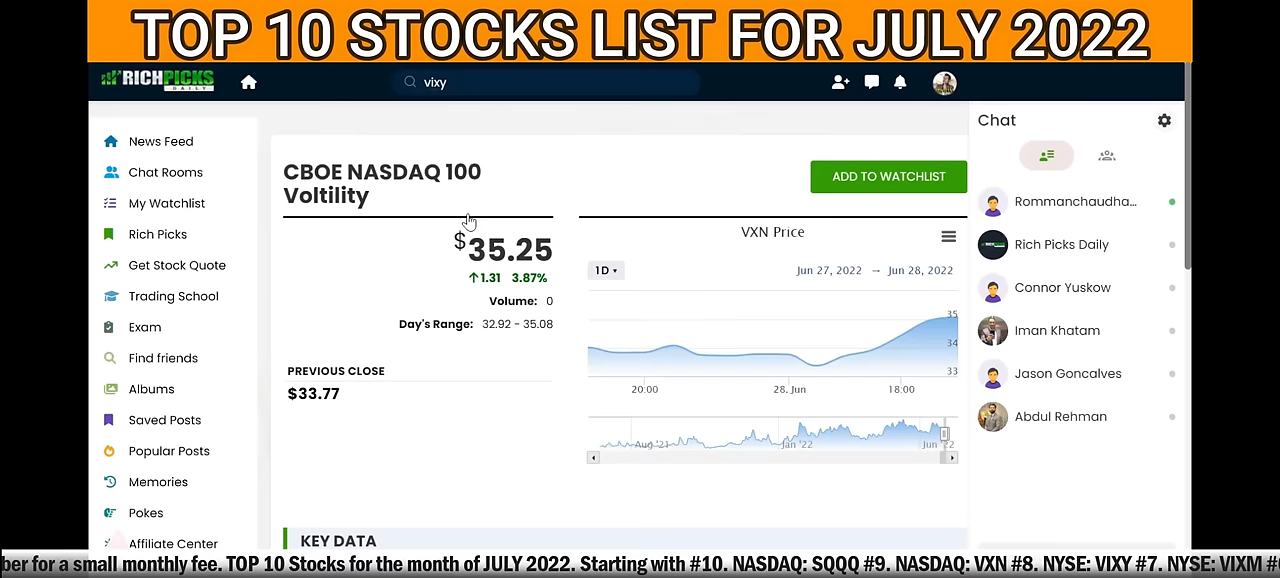 TOP 10 STOCKS LIST FOR JULY 2022
RICHPICKS
DAILY
vixy
News Feed
Chat Rooms
My Watchlist
Rich Picks
Get Stock Quote
Trading School
Exam
Find friends
Albums
Saved Posts
Popular Posts
Memories
Pokes
Affiliate Center
CBOE NASDAQ 100
Voltility
ADD TO WATCHLIST
$35.25
↑1.31 3.87%
Volume: 0
Day's Range: 32.92 - 35.08
PREVIOUS CLOSE
$33.77
VXN Price
1D
Jun 27, 2022 → Jun 28, 2022
35
34
33
20:00 28. Jun 18:00
Aug '21 Jan '22 Jun '22
KEY DATA
Chat
Rommanchaudha...
Rich Picks Daily
Connor Yuskow
Iman Khatam
Jason Goncalves
Abdul Rehman
ber for a small monthly fee. TOP 10 Stocks for the month of JULY 2022. Starting with #10. NASDAQ: SQQQ #9. NASDAQ: VXN #8. NYSE: VIXY #7. NYSE: VIXM #